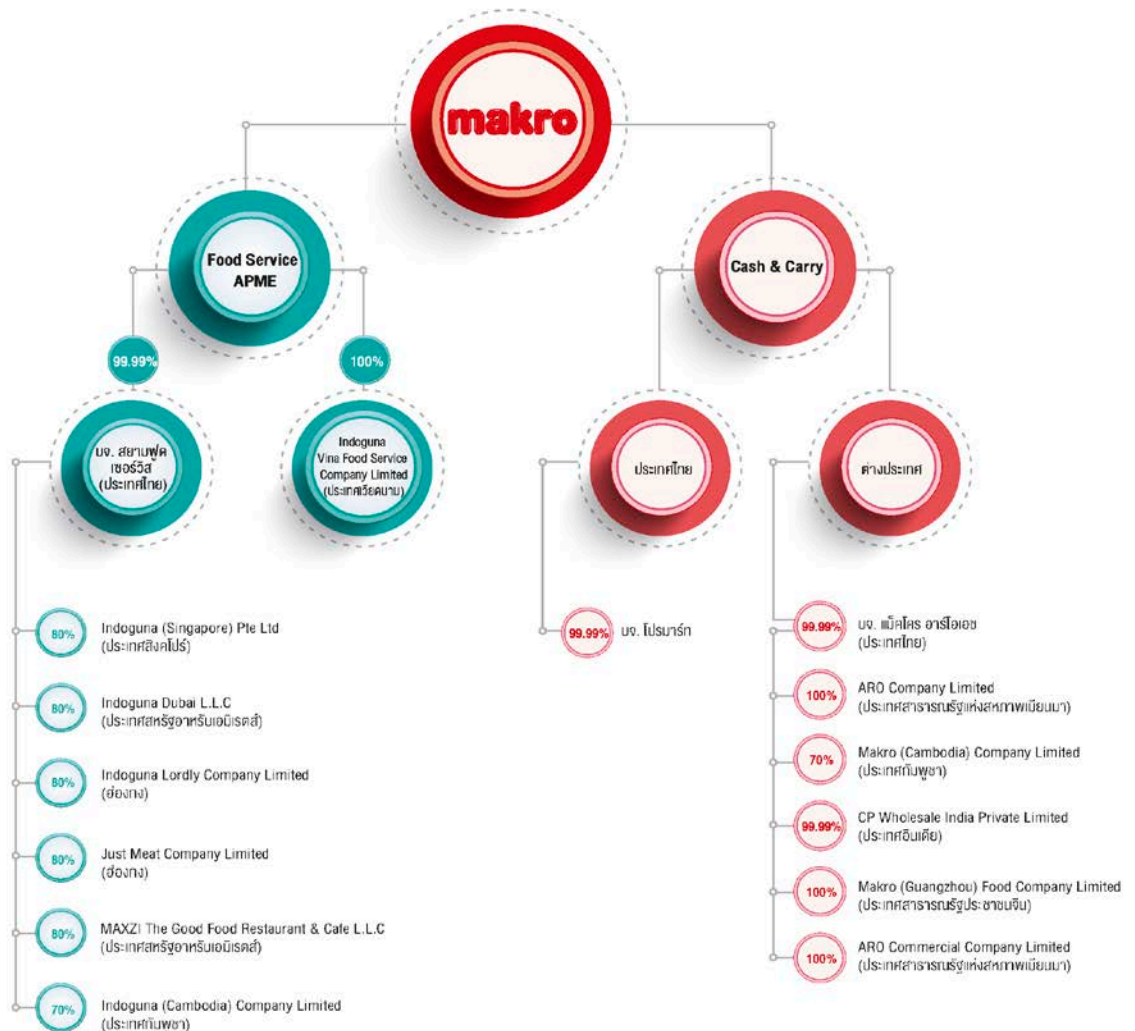 makro
Food Service
APME
Cash & Carry
99.99%
100%
บจ. สยามฟูด
เซอร์วิส
(ประเทศไทย)
Indoguna
Vina Food Service
Company Limited
(ประเทศเวียดนาม)
ประเทศไทย
ต่างประเทศ
80%
Indoguna (Singapore) Pte Ltd
(ประเทศสิงคโปร์)
80%
Indoguna Dubai L.L.C
(ประเทศสหรัฐอาหรับเอมิเรตส์)
80%
Indoguna Lordly Company Limited
(ฮ่องกง)
80%
Just Meat Company Limited
(ฮ่องกง)
80%
MAXZI The Good Food Restaurant & Cafe L.L.C
(ประเทศสหรัฐอาหรับเอมิเรตส์)
70%
Indoguna (Cambodia) Company Limited
(ประเทศกัมพูชา)
99.99%
บจ. โปรมาร์ท
99.99%
บจ. แม็คโคร อาร์โอเอช
(ประเทศไทย)
100%
ARO Company Limited
(ประเทศสาธารณรัฐแห่งสหภาพเมียนมา)
70%
Makro (Cambodia) Company Limited
(ประเทศกัมพูชา)
99.99%
CP Wholesale India Private Limited
(ประเทศอินเดีย)
100%
Makro (Guangzhou) Food Company Limited
(ประเทศสาธารณรัฐประชาชนจีน)
100%
ARO Commercial Company Limited
(ประเทศสาธารณรัฐแห่งสหภาพเมียนมา)